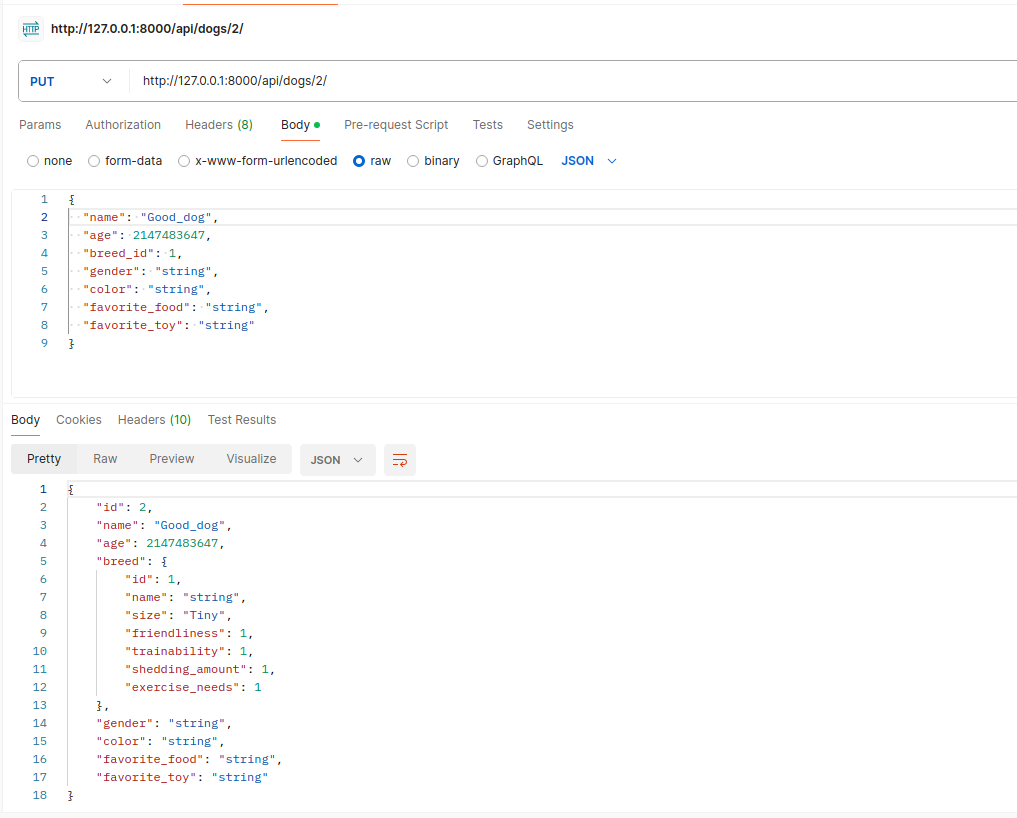 HTTP http://127.0.0.1:8000/api/dogs/2/
PUT http://127.0.0.1:8000/api/dogs/2/
Params Authorization Headers (8) Body Pre-request Script Tests Settings
none form-data x-www-form-urlencoded raw binary GraphQL JSON
1 {
2 "name": "Good_dog",
3 "age": 2147483647,
4 "breed_id": 1,
5 "gender": "string",
6 "color": "string",
7 "favorite_food": "string",
8 "favorite_toy": "string"
9 }
Body Cookies Headers (10) Test Results
Pretty Raw Preview Visualize JSON
1 {
2 "id": 2,
3 "name": "Good_dog",
4 "age": 2147483647,
5 "breed": {
6 "id": 1,
7 "name": "string",
8 "size": "Tiny",
9 "friendliness": 1,
10 "trainability": 1,
11 "shedding_amount": 1,
12 "exercise_needs": 1
13 },
14 "gender": "string",
15 "color": "string",
16 "favorite_food": "string",
17 "favorite_toy": "string"
18 }